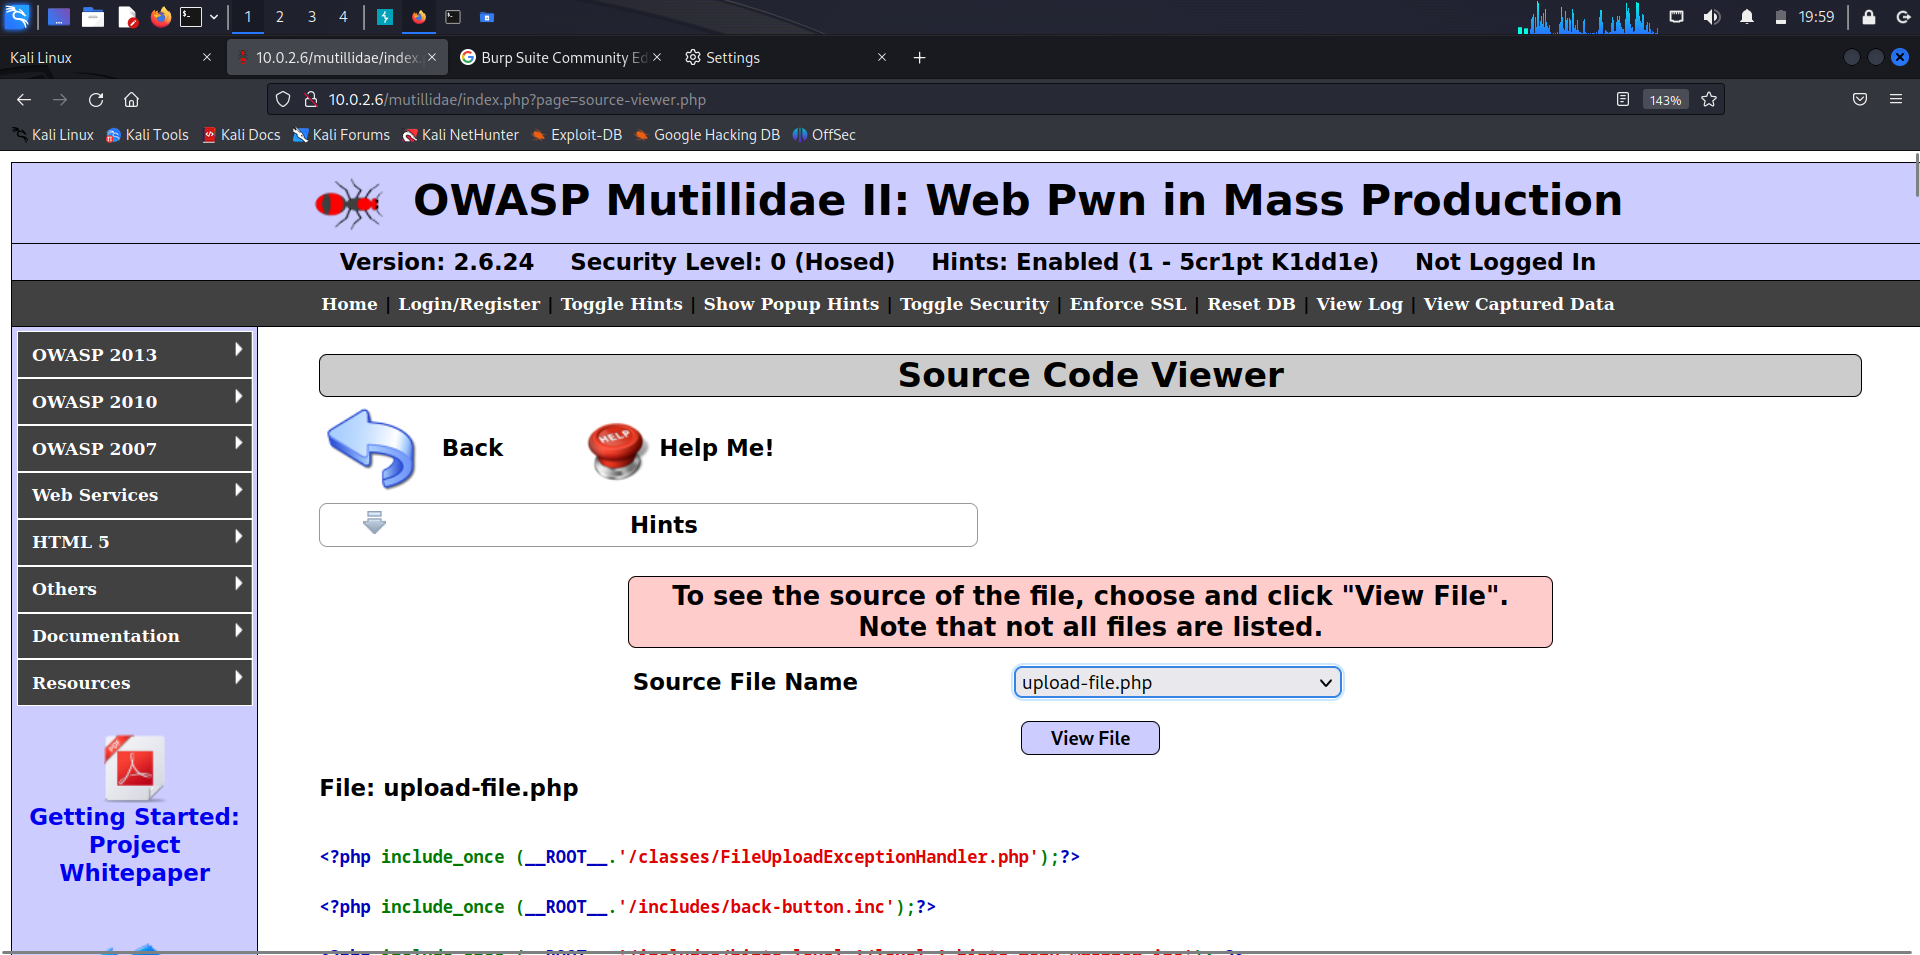 1 2 3 4 19:59
Kali Linux 10.0.2.6/mutillidae/index. Burp Suite Community Ed Settings
10.0.2.6/mutillidae/index.php?page=source-viewer.php 143%
Kali Linux Kali Tools Kali Docs Kali Forums Kali NetHunter Exploit-DB Google Hacking DB OffSec
OWASP Mutillidae II: Web Pwn in Mass Production
Version: 2.6.24 Security Level: 0 (Hosed) Hints: Enabled (1 - 5cr1pt K1dd1e) Not Logged In
Home | Login/Register | Toggle Hints | Show Popup Hints | Toggle Security | Enforce SSL | Reset DB | View Log | View Captured Data
OWASP 2013
OWASP 2010
OWASP 2007
Web Services
HTML 5
Others
Documentation
Resources
PDF
Getting Started:
Project
Whitepaper
Source Code Viewer
Back HELP Help Me!
Hints
To see the source of the file, choose and click "View File".
Note that not all files are listed.
Source File Name upload-file.php
View File
File: upload-file.php
<?php include_once (__ROOT__.'/classes/FileUploadExceptionHandler.php');?>
<?php include_once (__ROOT__.'/includes/back-button.inc');?>